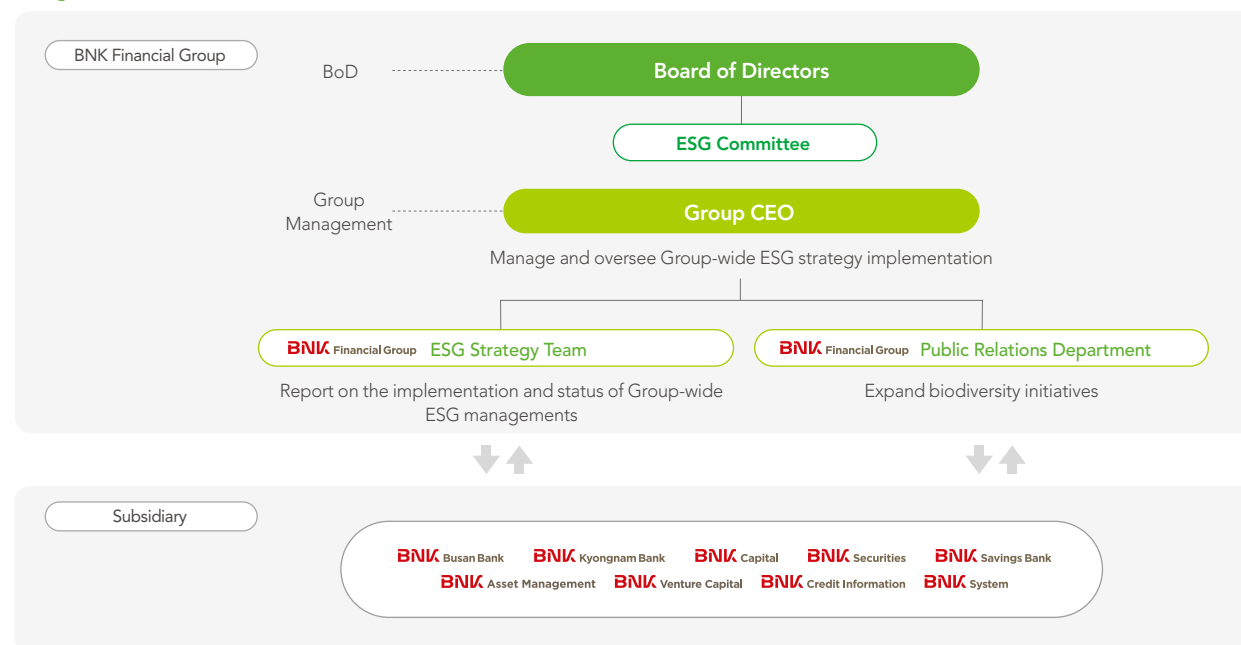 BNK Financial Group
BoD
Board of Directors
ESG Committee
Group
Management
Group CEO
Manage and oversee Group-wide ESG strategy implementation
BNK Financial Group ESG Strategy Team
BNK Financial Group Public Relations Department
Report on the implementation and status of Group-wide
ESG managements
Expand biodiversity initiatives
Subsidiary
BNK Busan Bank BNK Kyongnam Bank BNK Capital BNK Securities BNK Savings Bank
BNK Asset Management BNK Venture Capital BNK Credit Information BNK System